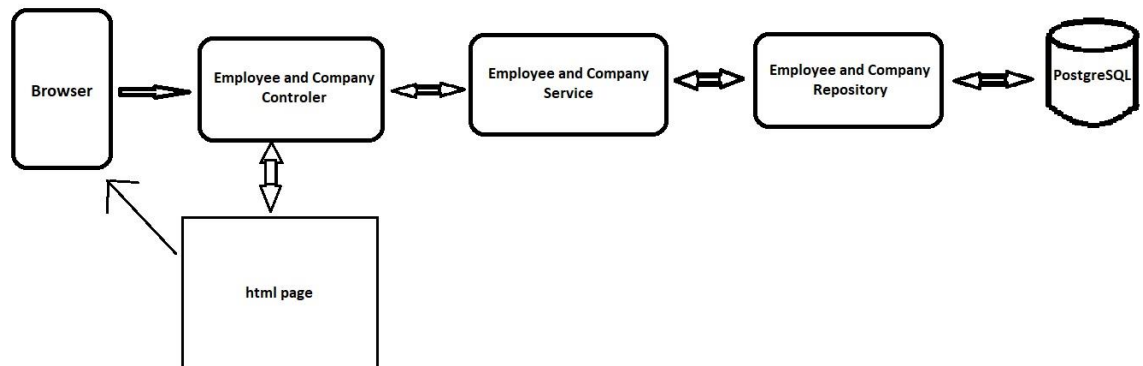 Browser
Employee and Company
Controler
Employee and Company
Service
Employee and Company
Repository
PostgreSQL
html page